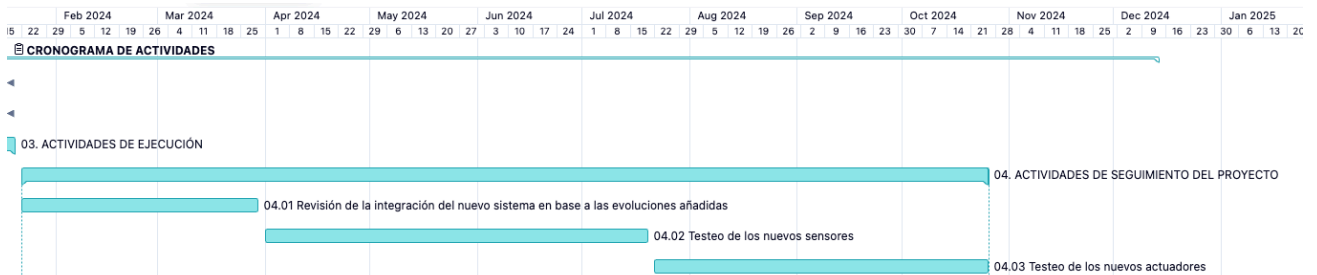 Feb 2024 Mar 2024 Apr 2024 May 2024 Jun 2024 Jul 2024 Aug 2024 Sep 2024 Oct 2024 Nov 2024 Dec 2024 Jan 2025
15 22 29 5 12 19 26 4 11 18 25 1 8 15 22 29 6 13 20 27 3 10 17 24 1 8 15 22 29 5 12 19 26 2 9 16 23 30 7 14 21 28 4 11 18 25 2 9 16 23 30 6 13 20
CRONOGRAMA DE ACTIVIDADES
03. ACTIVIDADES DE EJECUCIÓN
04. ACTIVIDADES DE SEGUIMIENTO DEL PROYECTO
04.01 Revisión de la integración del nuevo sistema en base a las evoluciones añadidas
04.02 Testeo de los nuevos sensores
04.03 Testeo de los nuevos actuadores